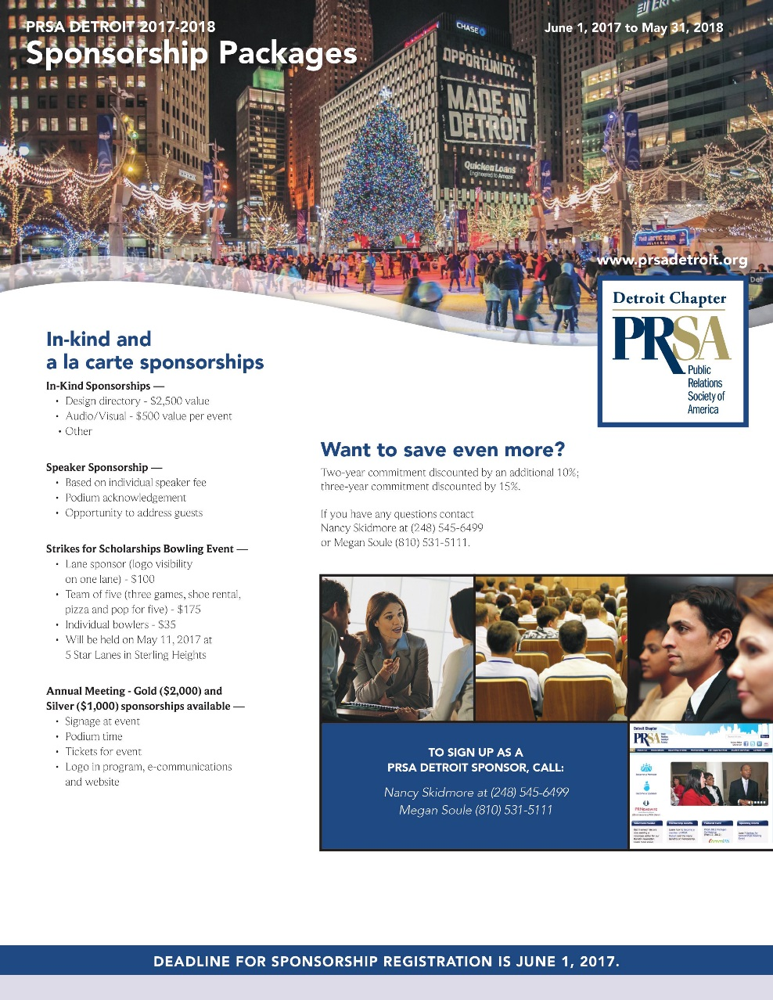 PRSA DETROIT 2017-2018
Sponsorship Packages
June 1, 2017 to May 31, 2018
CHASE
OPPORTUNITY.
MADE IN
DETROIT
Quicken Loans
Engineered to Amaze
www.prsadetroit.org
Detroit Chapter
PRSA
Public
Relations
Society of
America
In-kind and
a la carte sponsorships
In-Kind Sponsorships —
• Design directory - $2,500 value
• Audio/Visual - $500 value per event
• Other
Speaker Sponsorship —
• Based on individual speaker fee
• Podium acknowledgement
• Opportunity to address guests
Strikes for Scholarships Bowling Event —
• Lane sponsor (logo visibility
on one lane) - $100
• Team of five (three games, shoe rental,
pizza and pop for five) - $175
• Individual bowlers - $35
• Will be held on May 11, 2017 at
5 Star Lanes in Sterling Heights
Annual Meeting - Gold ($2,000) and
Silver ($1,000) sponsorships available —
• Signage at event
• Podium time
• Tickets for event
• Logo in program, e-communications
and website
Want to save even more?
Two-year commitment discounted by an additional 10%;
three-year commitment discounted by 15%.
If you have any questions contact
Nancy Skidmore at (248) 545-6499
or Megan Soule (810) 531-5111.
TO SIGN UP AS A
PRSA DETROIT SPONSOR, CALL:
Nancy Skidmore at (248) 545-6499
Megan Soule (810) 531-5111
Detroit Chapter
PRSA
DEADLINE FOR SPONSORSHIP REGISTRATION IS JUNE 1, 2017.